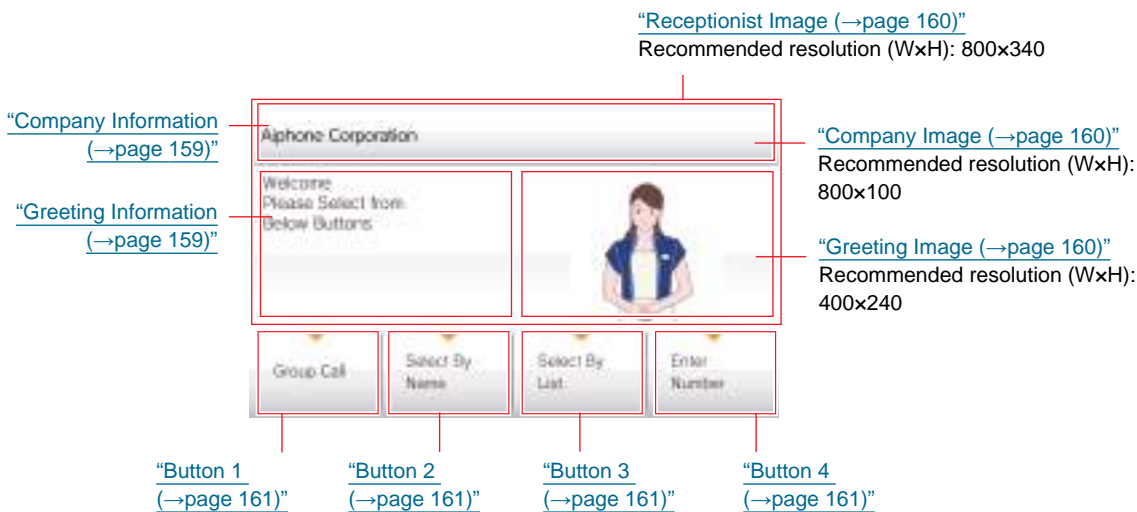 “Receptionist Image (→page 160)”
Recommended resolution (W×H): 800×340
“Company Information
(→page 159)”
Aiphone Corporation
“Company Image (→page 160)”
Recommended resolution (W×H):
800×100
“Greeting Information
(→page 159)”
Welcome
Please Select from
Below Buttons
“Greeting Image (→page 160)”
Recommended resolution (W×H):
400×240
Group Call
Select By
Name
Select By
List
Enter
Number
“Button 1
(→page 161)”
“Button 2
(→page 161)”
“Button 3
(→page 161)”
“Button 4
(→page 161)”